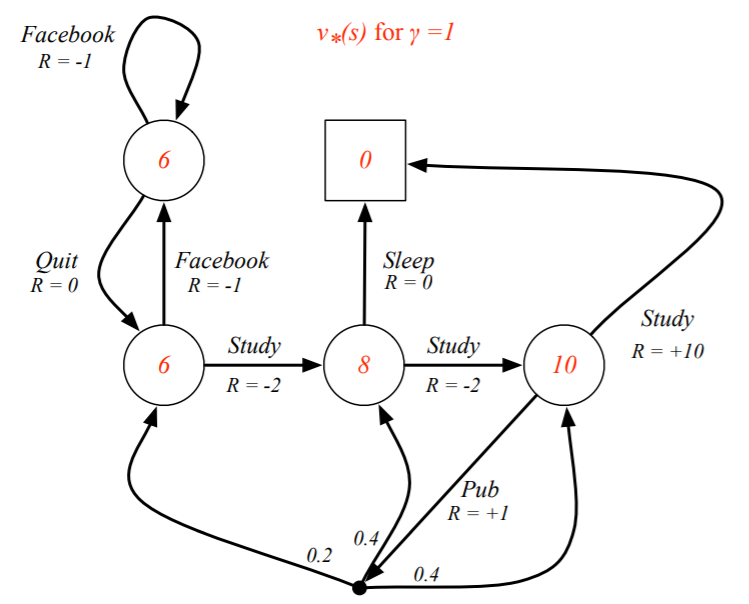 Facebook
R = -1
v*(s) for γ =1
6
0
Quit
R = 0
Facebook
R = -1
Sleep
R = 0
6
Study
R = -2
8
Study
R = -2
10
Study
R = +10
Pub
R = +1
0.2
0.4
0.4